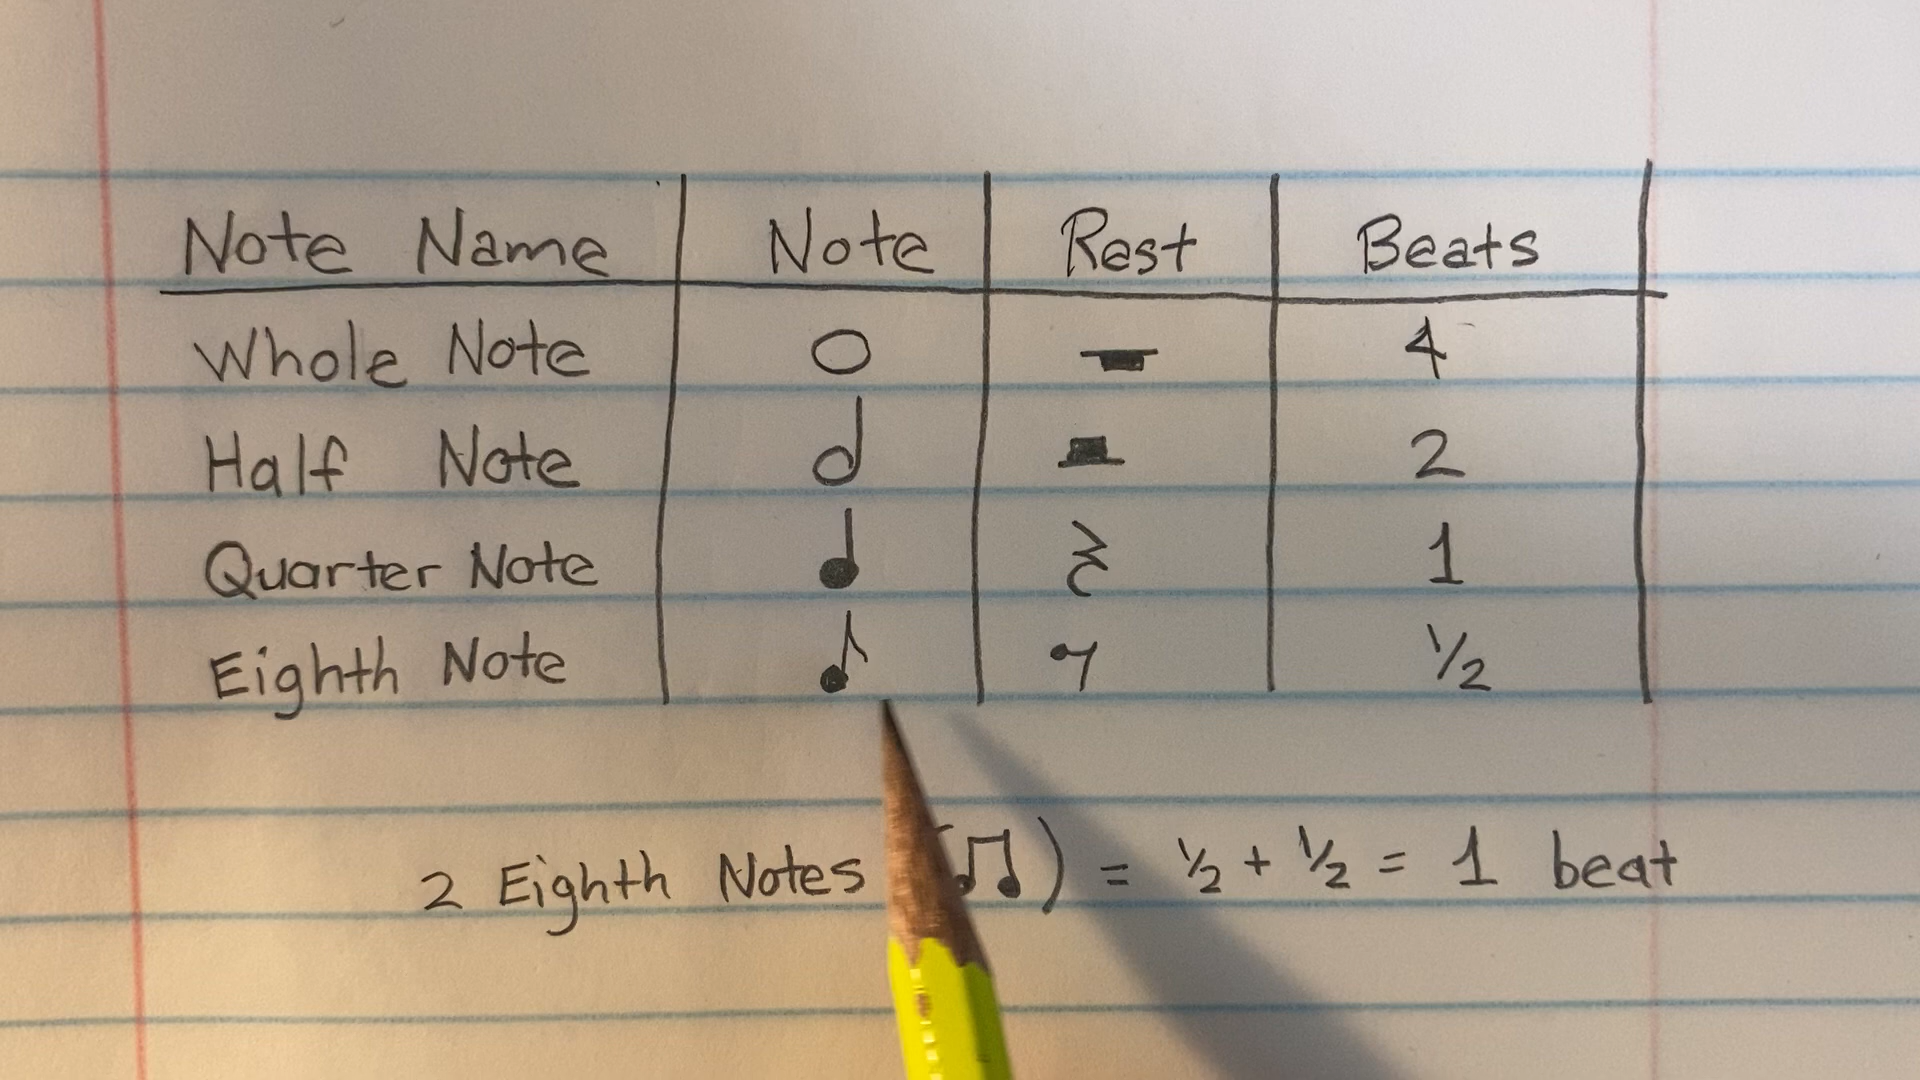 Note Name Note Rest Beats
Whole Note 𝅝 𝄻 4
Half Note 𝅗𝅥 𝄼 2
Quarter Note ♩ 𝄽 1
Eighth Note ♪ 𝄾 1/2
2 Eighth Notes (♫) = 1/2 + 1/2 = 1 beat